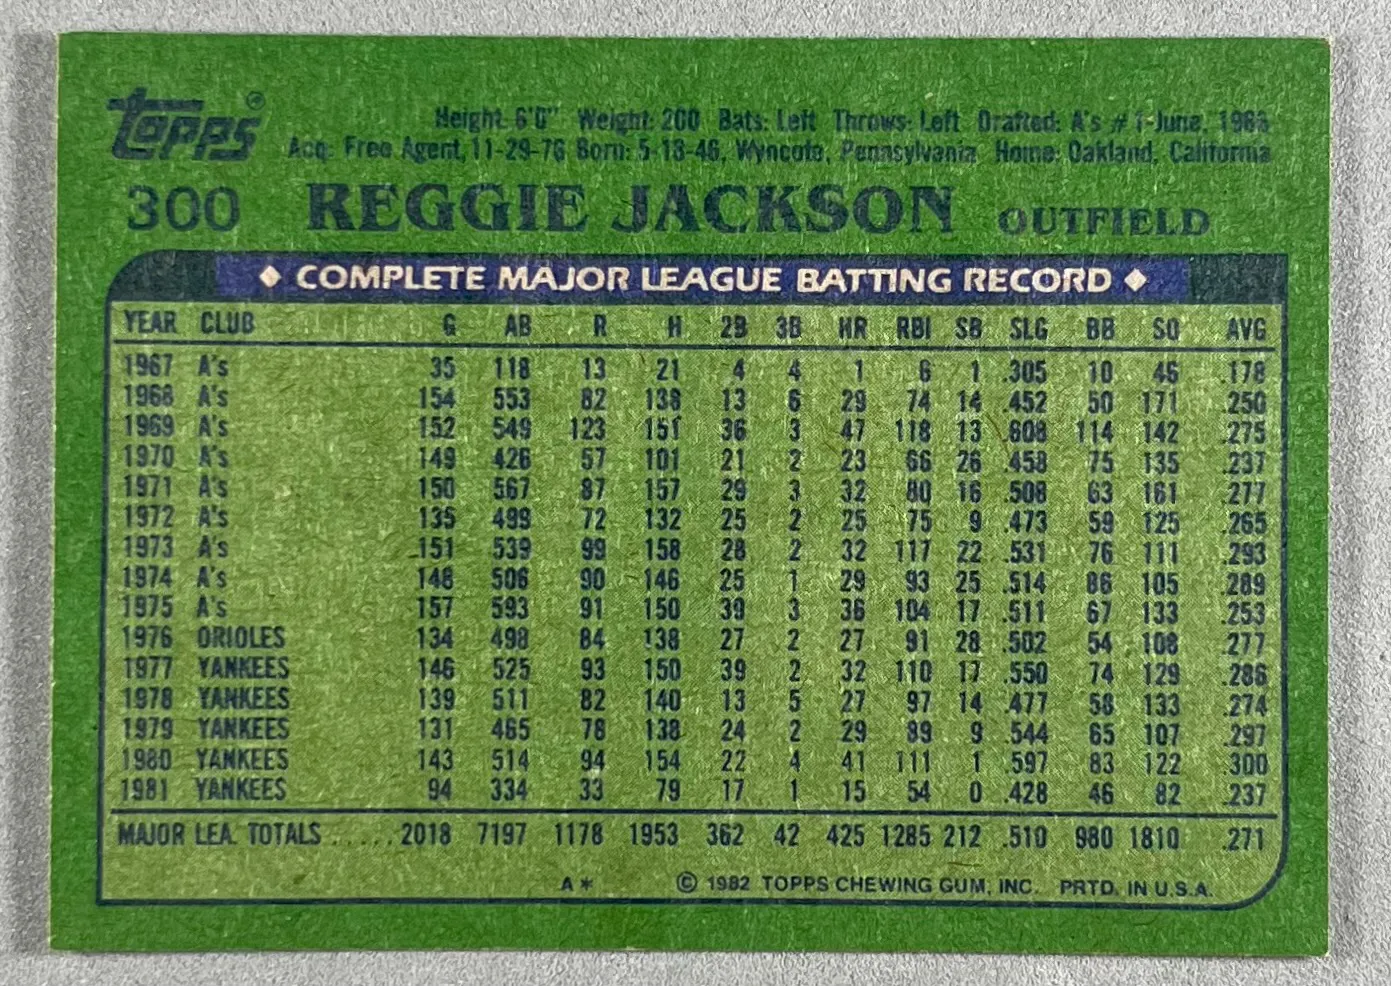 Topps®
Height: 6'0" Weight: 200 Bats: Left Throws: Left Drafted: A's #1-June, 1966
Acq: Free Agent, 11-29-76 Born: 5-18-46, Wyncote, Pennsylvania Home: Oakland, California
300 REGGIE JACKSON OUTFIELD
◆ COMPLETE MAJOR LEAGUE BATTING RECORD ◆
YEAR CLUB G AB R H 2B 3B HR RBI SB SLG BB SO AVG
1967 A's 35 118 13 21 4 4 1 6 1 .305 10 46 .178
1968 A's 154 553 82 138 13 6 29 74 14 .452 50 171 .250
1969 A's 152 549 123 151 36 3 47 118 13 .608 114 142 .275
1970 A's 149 426 57 101 21 2 23 66 26 .458 75 135 .237
1971 A's 150 567 87 157 29 3 32 80 16 .508 63 161 .277
1972 A's 135 499 72 132 25 2 25 75 9 .473 59 125 .265
1973 A's 151 539 99 158 28 2 32 117 22 .531 76 111 .293
1974 A's 148 506 90 146 25 1 29 93 25 .514 86 105 .289
1975 A's 157 593 91 150 39 3 36 104 17 .511 67 133 .253
1976 ORIOLES 134 498 84 138 27 2 27 91 28 .502 54 108 .277
1977 YANKEES 146 525 93 150 39 2 32 110 17 .550 74 129 .286
1978 YANKEES 139 511 82 140 13 5 27 97 14 .477 58 133 .274
1979 YANKEES 131 465 78 138 24 2 29 89 9 .544 65 107 .297
1980 YANKEES 143 514 94 154 22 4 41 111 1 .597 83 122 .300
1981 YANKEES 94 334 33 79 17 1 15 54 0 .428 46 82 .237
MAJOR LEA. TOTALS ..... 2018 7197 1178 1953 362 42 425 1285 212 .510 980 1810 .271
A* © 1982 TOPPS CHEWING GUM, INC. PRTD. IN U.S.A.